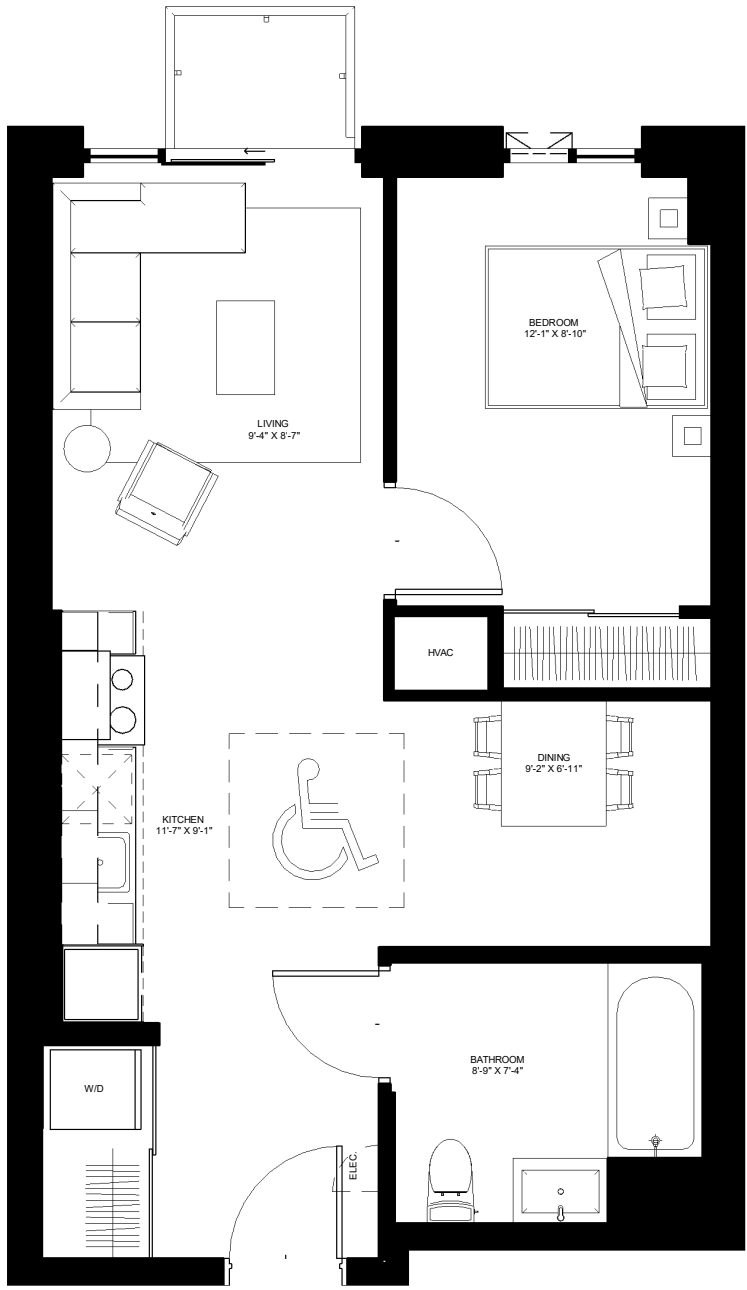 BEDROOM
12'-1" X 8'-10"
LIVING
9'-4" X 8'-7"
HVAC
DINING
9'-2" X 6'-11"
KITCHEN
11'-7" X 9'-1"
BATHROOM
8'-9" X 7'-4"
W/D
ELEC.